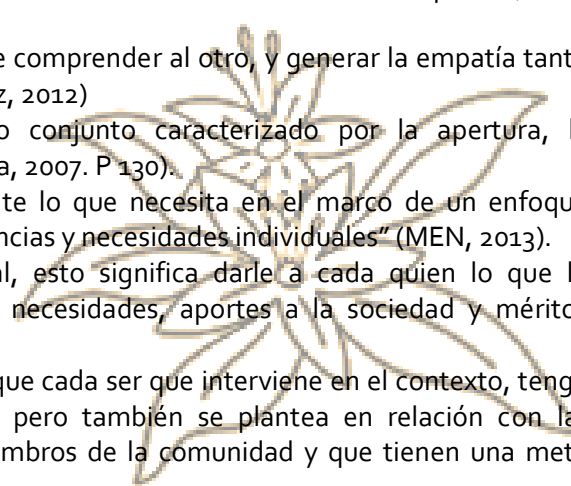 e comprender al otro, y generar la empatía tant
z, 2012)
o conjunto caracterizado por la apertura, l
a, 2007. P 130).
te lo que necesita en el marco de un enfoqu
ncias y necesidades individuales” (MEN, 2013).
al, esto significa darle a cada quien lo que l
necesidades, aportes a la sociedad y mérito
que cada ser que interviene en el contexto, teng
pero también se plantea en relación con la
mbros de la comunidad y que tienen una met